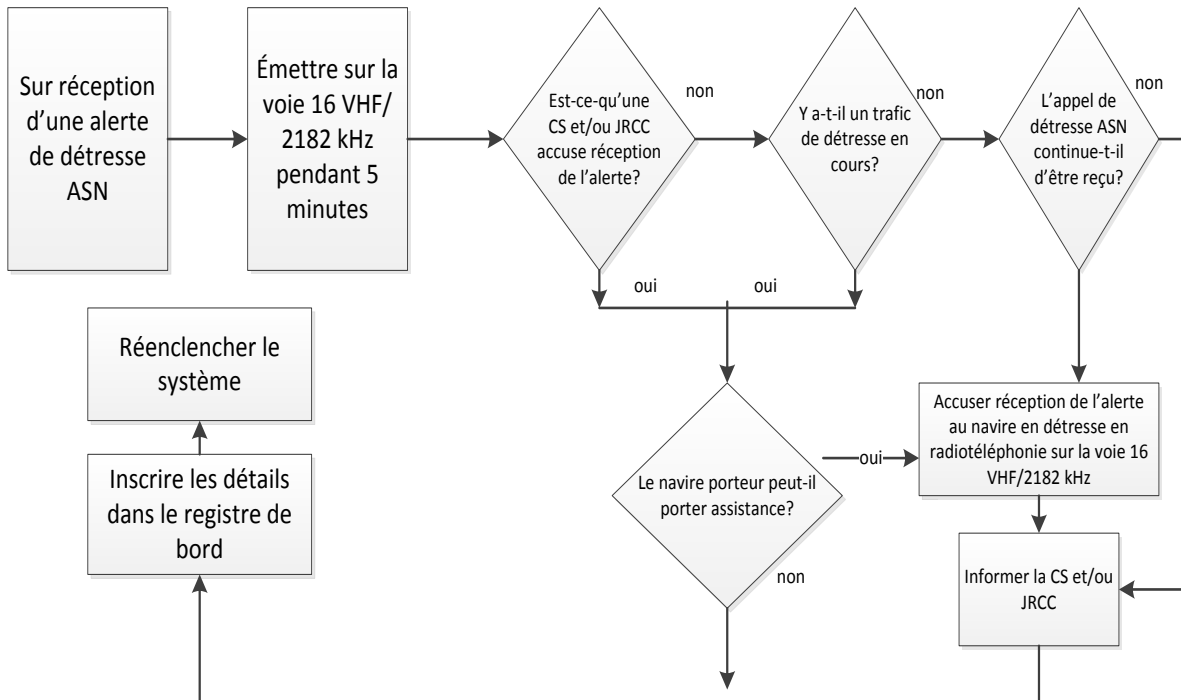 Sur réception
d'une alerte
de détresse
ASN
Émettre sur la
voie 16 VHF/
2182 kHz
pendant 5
minutes
Est-ce-qu'une
CS et/ou JRCC
accuse réception
de l'alerte?
non
Y a-t-il un trafic
de détresse en
cours?
non
L'appel de
détresse ASN
continue-t-il
d'être reçu?
non
oui
oui
Réenclencher le
système
Inscrire les détails
dans le registre de
bord
Le navire porteur peut-il
porter assistance?
oui
non
Accuser réception de l'alerte
au navire en détresse en
radiotéléphonie sur la voie 16
VHF/2182 kHz
Informer la CS et/ou
JRCC